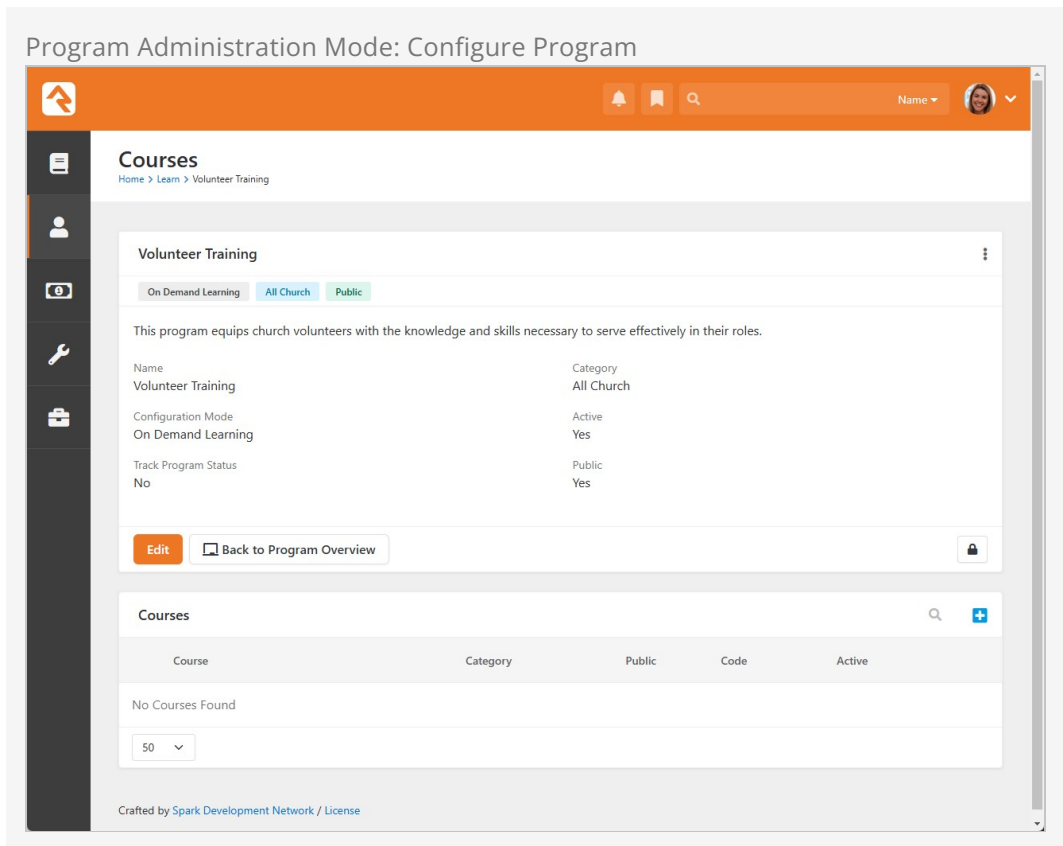 Program Administration Mode: Configure Program
Name
Courses
Home > Learn > Volunteer Training
Volunteer Training
On Demand Learning All Church Public
This program equips church volunteers with the knowledge and skills necessary to serve effectively in their roles.
Name Category
Volunteer Training All Church
Configuration Mode Active
On Demand Learning Yes
Track Program Status Public
No Yes
Edit Back to Program Overview
Courses
Course Category Public Code Active
No Courses Found
50
Crafted by Spark Development Network / License